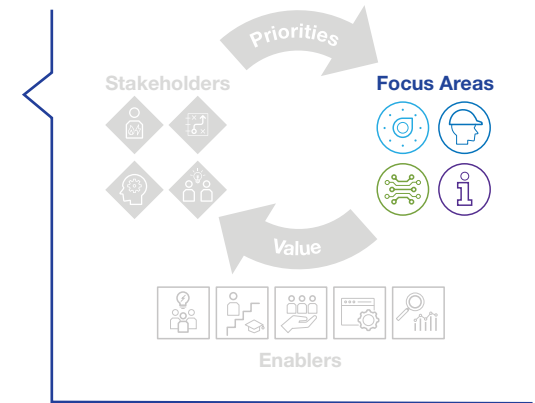 Priorities
Stakeholders
Focus Areas
Value
Enablers